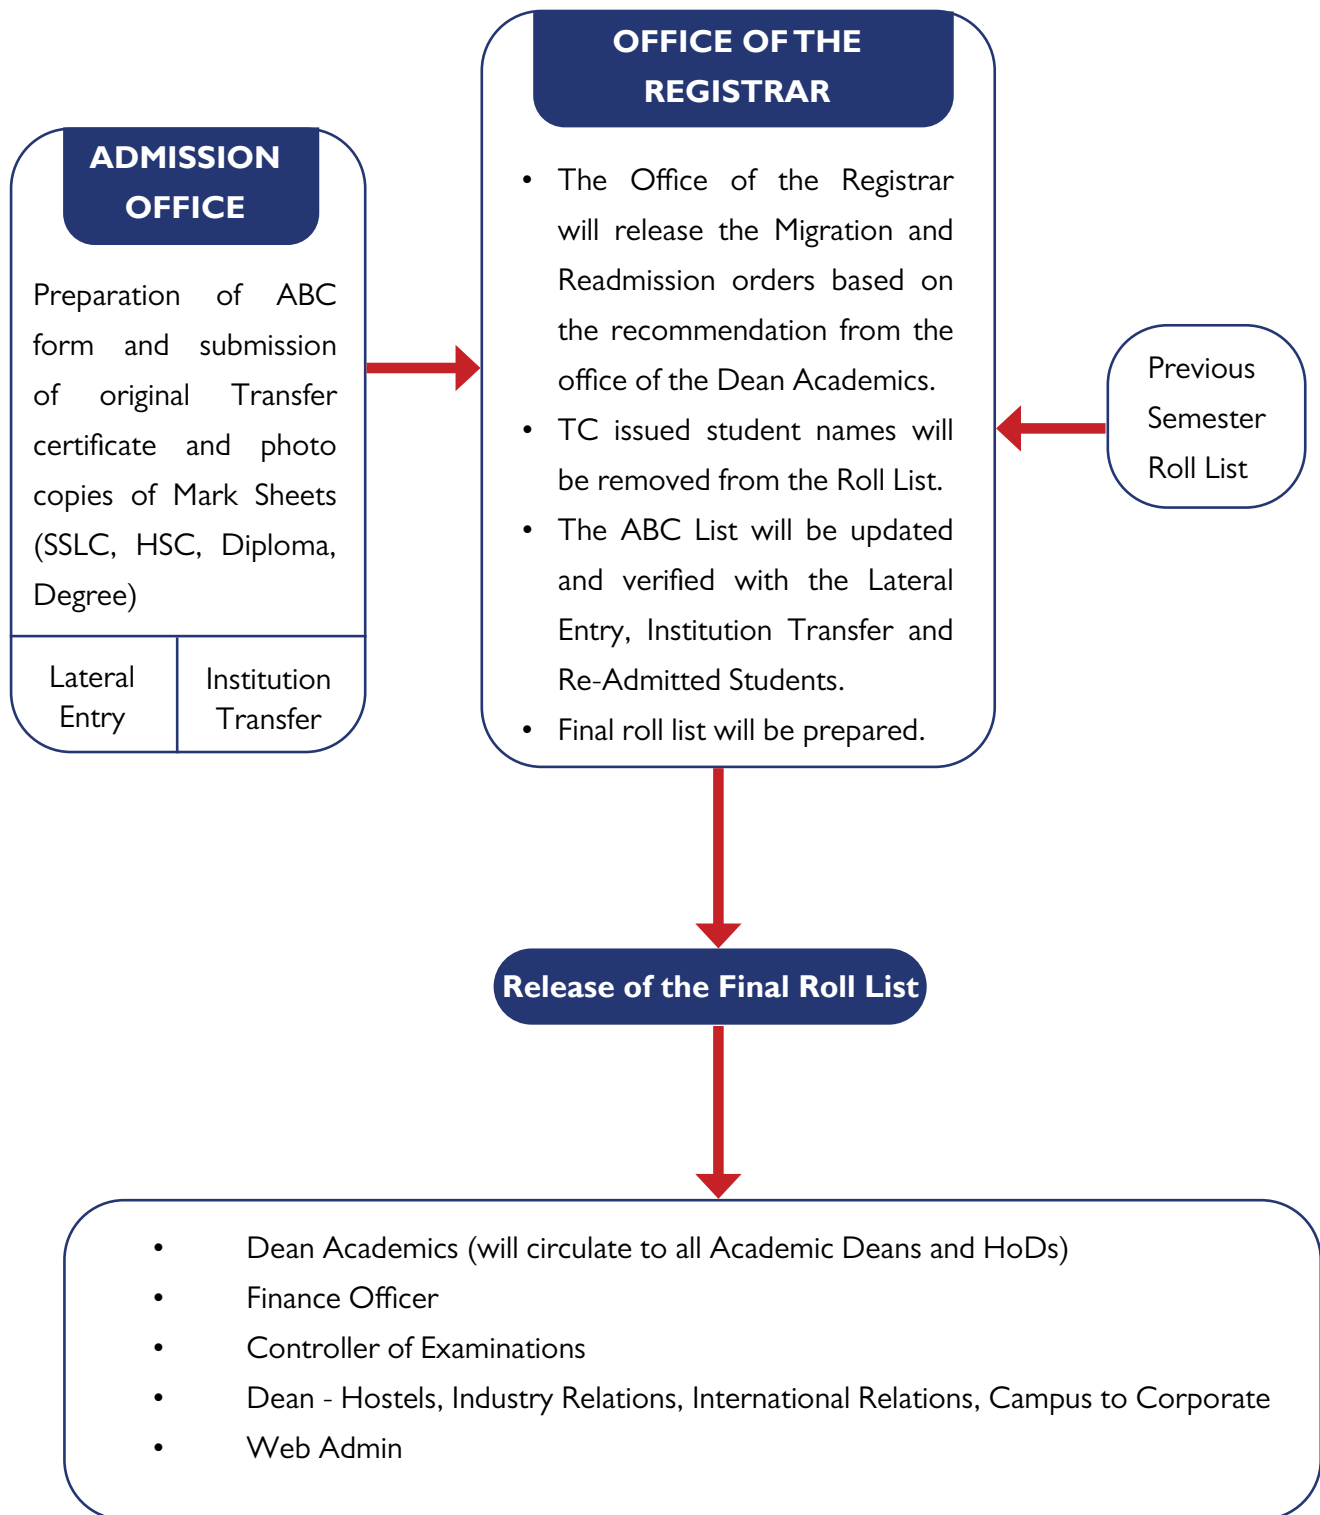 ADMISSION
OFFICE
Preparation of ABC
form and submission
of original Transfer
certificate and photo
copies of Mark Sheets
(SSLC, HSC, Diploma,
Degree)
Lateral
Entry
Institution
Transfer
OFFICE OF THE
REGISTRAR
• The Office of the Registrar
will release the Migration and
Readmission orders based on
the recommendation from the
office of the Dean Academics.
• TC issued student names will
be removed from the Roll List.
• The ABC List will be updated
and verified with the Lateral
Entry, Institution Transfer and
Re-Admitted Students.
• Final roll list will be prepared.
Previous
Semester
Roll List
Release of the Final Roll List
• Dean Academics (will circulate to all Academic Deans and HoDs)
• Finance Officer
• Controller of Examinations
• Dean - Hostels, Industry Relations, International Relations, Campus to Corporate
• Web Admin